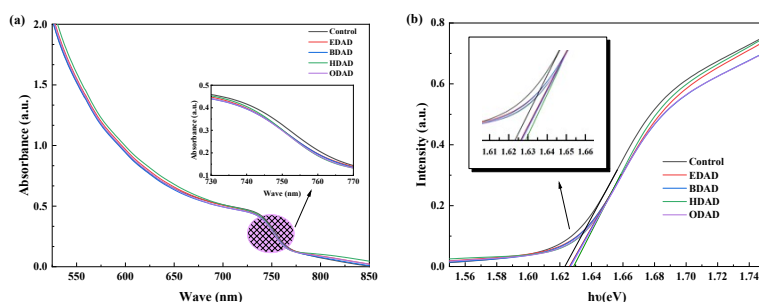 (a)
2.0
1.5
1.0
0.5
0.0
Absorbance (a.u.)
550 600 650 700 750 800 850
Wave (nm)
Control
EDAD
BDAD
HDAD
ODAD
0.5
0.4
0.3
0.2
0.1
Absorbance (a.u.)
730 740 750 760 770
Wave (nm)
(b)
0.8
0.6
0.4
0.2
0.0
Intensity (a.u.)
1.56 1.58 1.60 1.62 1.64 1.66 1.68 1.70 1.72 1.74
hυ(eV)
1.61 1.62 1.63 1.64 1.65 1.66
Control
EDAD
BDAD
HDAD
ODAD